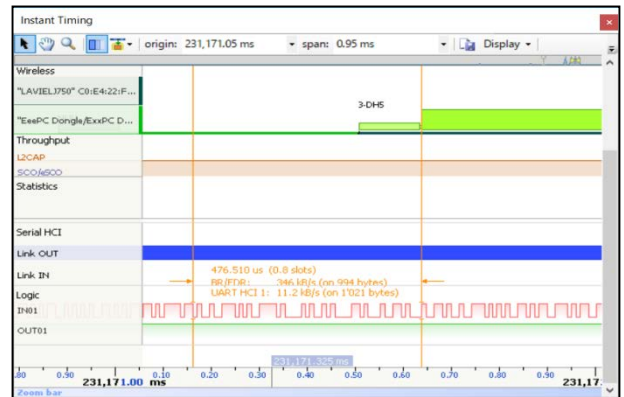 Instant Timing
origin: 231,171.05 ms span: 0.95 ms Display
Wireless
"LAVIELJ750" C0:E4:22:F...
3-DH5
"EeePC Dongle/ExxPC D...
Throughput
L2CAP
SCO/eSCO
Statistics
Serial HCI
Link OUT
Link IN
476.510 us (0.8 slots)
BR/EDR: 346 kB/s (on 994 bytes)
UART HCI 1: 11.2 kB/s (on 1'021 bytes)
Logic
IN01
OUT01
231,171.325 ms
.80 0.90 0.10 0.20 0.30 0.40 0.50 0.60 0.70 0.80 0.90
231,171.00 ms 231,17
Zoom bar